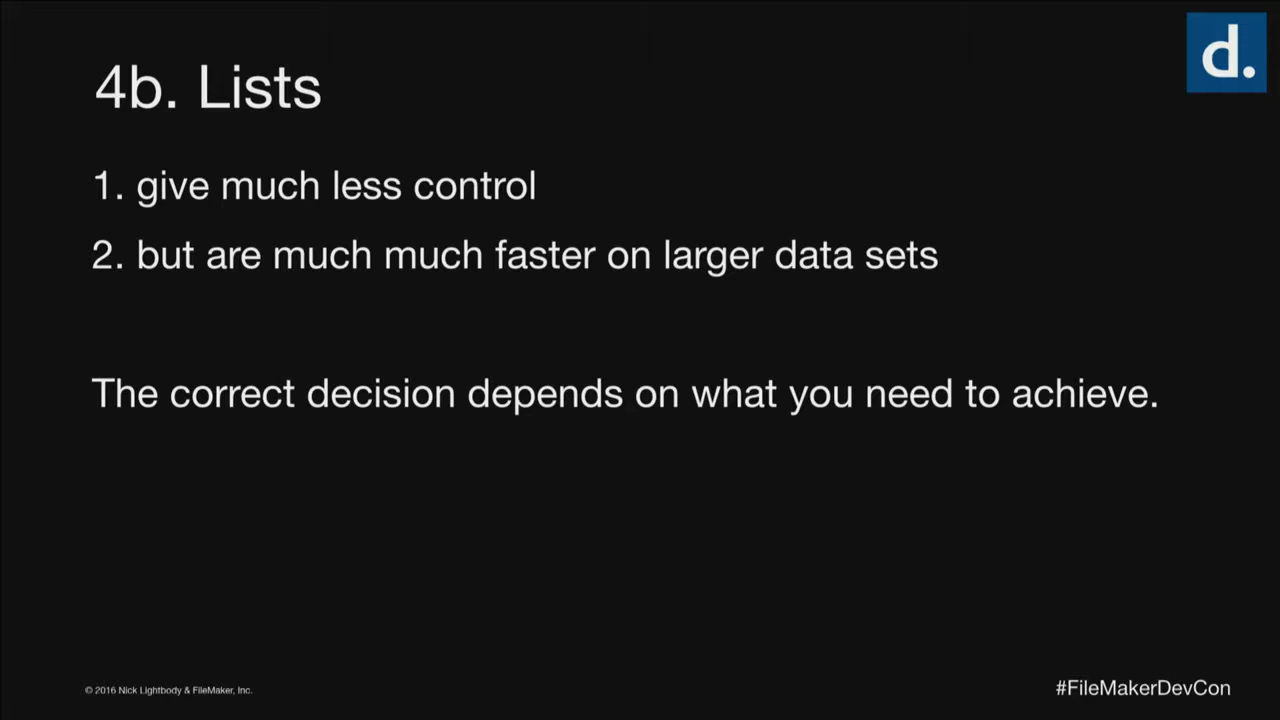 d.
4b. Lists
1. give much less control
2. but are much much faster on larger data sets
The correct decision depends on what you need to achieve.
© 2016 Nick Lightbody & FileMaker, Inc.
#FileMakerDevCon